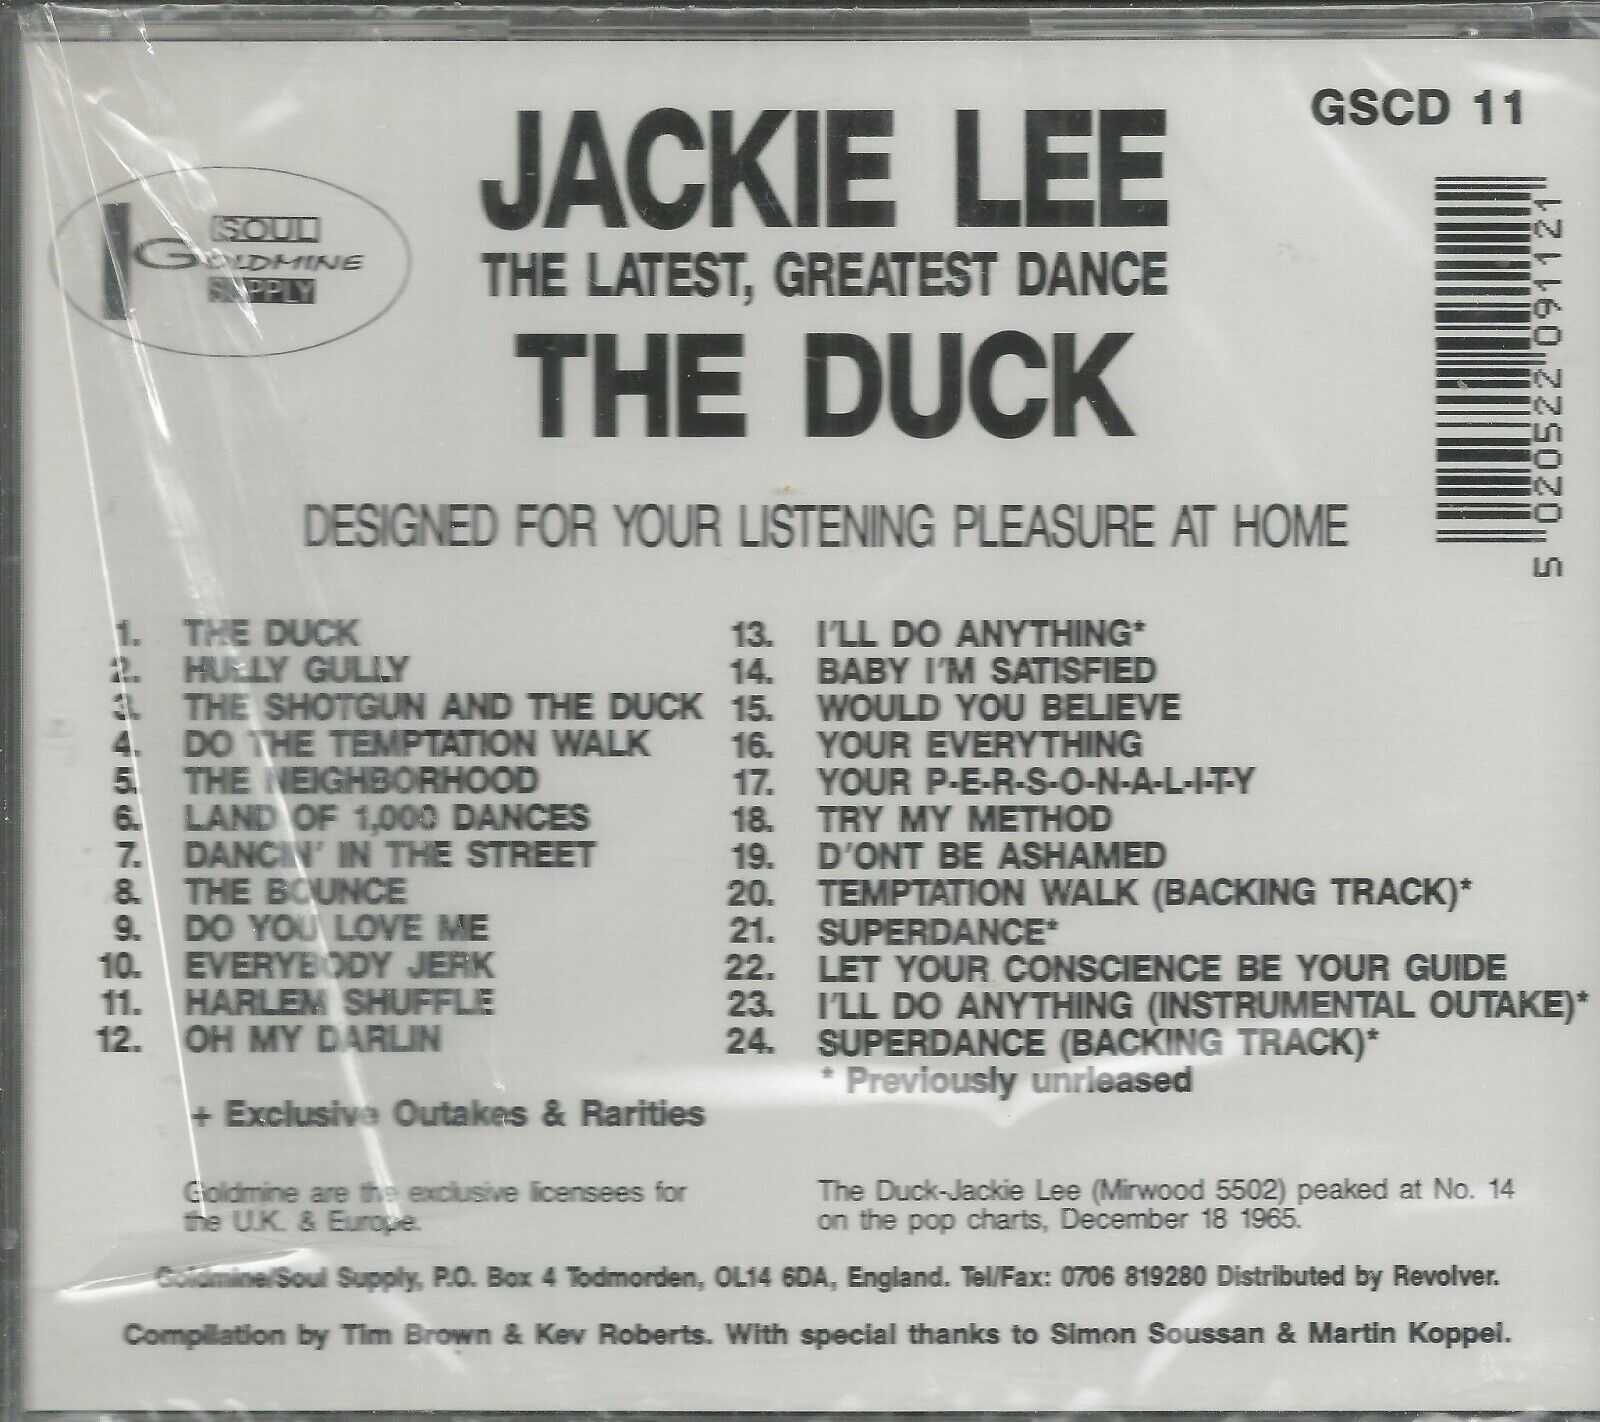 GSCD 11
SOUL
GOLDMINE
SUPPLY
JACKIE LEE
THE LATEST, GREATEST DANCE
THE DUCK
5 020522 091121
DESIGNED FOR YOUR LISTENING PLEASURE AT HOME
1. THE DUCK
2. HULLY GULLY
3. THE SHOTGUN AND THE DUCK
4. DO THE TEMPTATION WALK
5. THE NEIGHBORHOOD
6. LAND OF 1,000 DANCES
7. DANCIN' IN THE STREET
8. THE BOUNCE
9. DO YOU LOVE ME
10. EVERYBODY JERK
11. HARLEM SHUFFLE
12. OH MY DARLIN
+ Exclusive Outakes & Rarities
13. I'LL DO ANYTHING*
14. BABY I'M SATISFIED
15. WOULD YOU BELIEVE
16. YOUR EVERYTHING
17. YOUR P-E-R-S-O-N-A-L-I-T-Y
18. TRY MY METHOD
19. D'ONT BE ASHAMED
20. TEMPTATION WALK (BACKING TRACK)*
21. SUPERDANCE*
22. LET YOUR CONSCIENCE BE YOUR GUIDE
23. I'LL DO ANYTHING (INSTRUMENTAL OUTAKE)*
24. SUPERDANCE (BACKING TRACK)*
* Previously unrleased
Goldmine are the exclusive licensees for
the U.K. & Europe.
The Duck-Jackie Lee (Mirwood 5502) peaked at No. 14
on the pop charts, December 18 1965.
Goldmine/Soul Supply, P.O. Box 4 Todmorden, OL14 6DA, England. Tel/Fax: 0706 819280 Distributed by Revolver.
Compilation by Tim Brown & Kev Roberts. With special thanks to Simon Soussan & Martin Koppel.